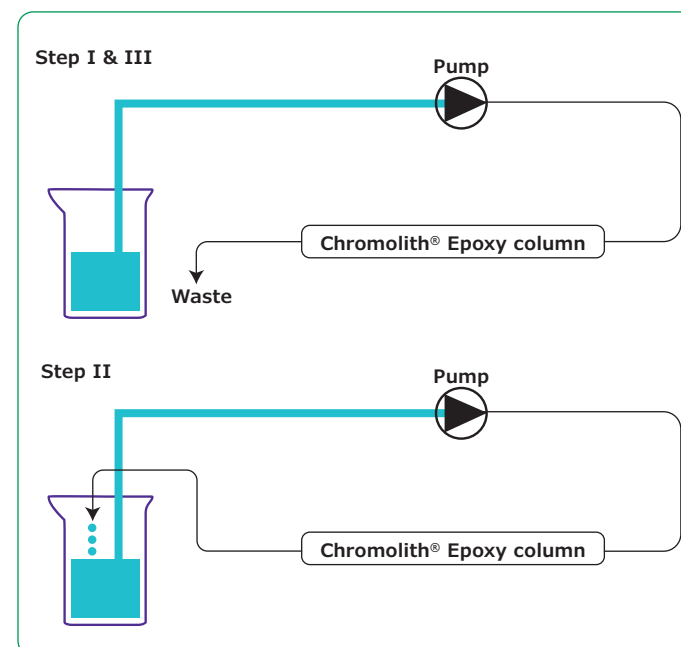 Step I & III
Pump
Chromolith® Epoxy column
Waste
Step II
Pump
Chromolith® Epoxy column